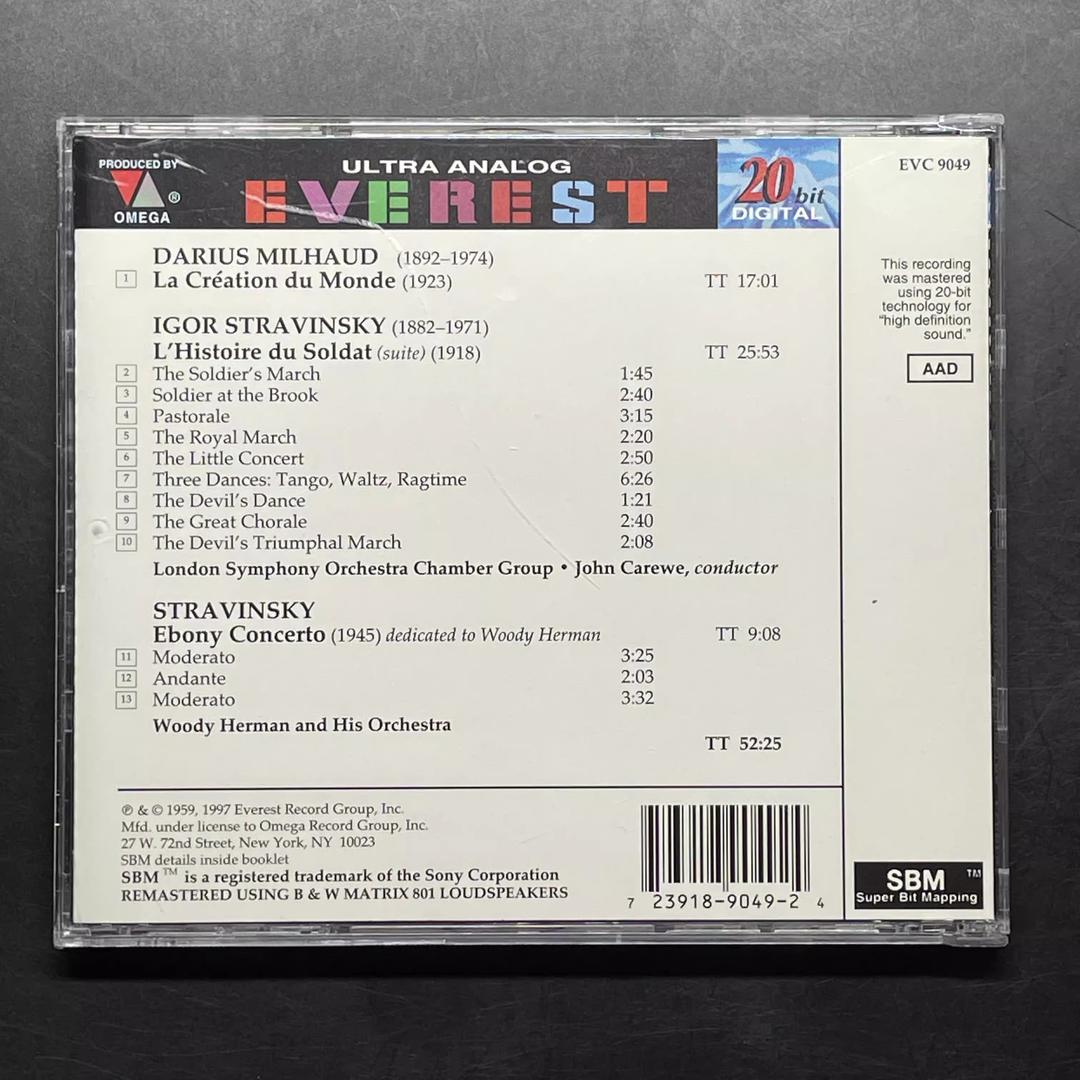 PRODUCED BY
OMEGA ®
ULTRA ANALOG
EVEREST
20 bit
DIGITAL
EVC 9049
DARIUS MILHAUD (1892–1974)
1 La Création du Monde (1923) TT 17:01
IGOR STRAVINSKY (1882–1971)
L'Histoire du Soldat (suite) (1918) TT 25:53
2 The Soldier's March 1:45
3 Soldier at the Brook 2:40
4 Pastorale 3:15
5 The Royal March 2:20
6 The Little Concert 2:50
7 Three Dances: Tango, Waltz, Ragtime 6:26
8 The Devil's Dance 1:21
9 The Great Chorale 2:40
10 The Devil's Triumphal March 2:08
London Symphony Orchestra Chamber Group • John Carewe, conductor
STRAVINSKY
Ebony Concerto (1945) dedicated to Woody Herman TT 9:08
11 Moderato 3:25
12 Andante 2:03
13 Moderato 3:32
Woody Herman and His Orchestra
TT 52:25
℗ & © 1959, 1997 Everest Record Group, Inc.
Mfd. under license to Omega Record Group, Inc.
27 W. 72nd Street, New York, NY 10023
SBM details inside booklet
SBM™ is a registered trademark of the Sony Corporation
REMASTERED USING B & W MATRIX 801 LOUDSPEAKERS
7 23918-9049-2 4
This recording
was mastered
using 20-bit
technology for
"high definition
sound."
AAD
SBM ™
Super Bit Mapping